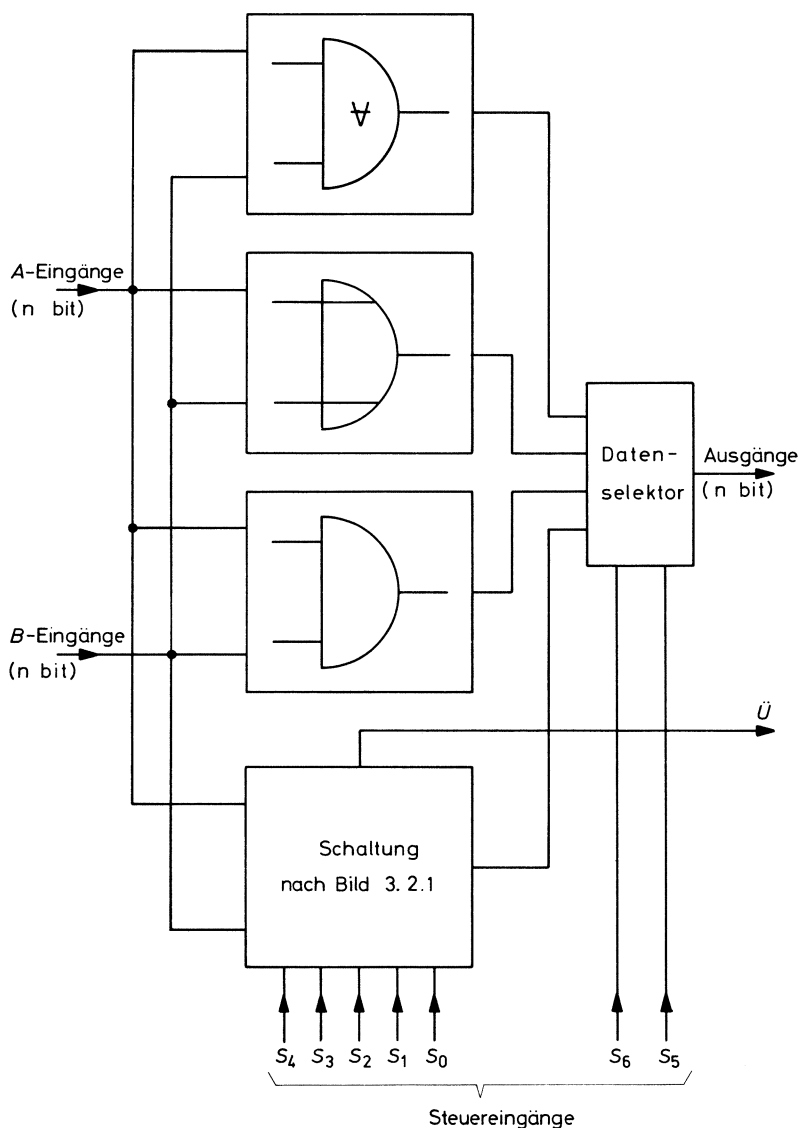 ∀
A-Eingänge
(n bit)
Daten-
selektor
Ausgänge
(n bit)
B-Eingänge
(n bit)
Ü
Schaltung
nach Bild 3.2.1
S4 S3 S2 S1 S0 S6 S5
Steuereingänge